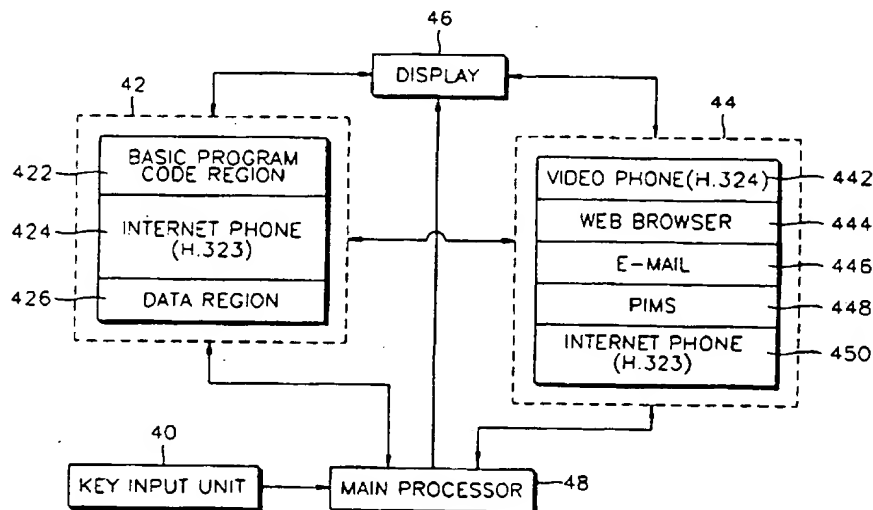 46
DISPLAY
42
44
422
BASIC PROGRAM
CODE REGION
424
INTERNET PHONE
(H.323)
426
DATA REGION
VIDEO PHONE(H.324)
442
WEB BROWSER
444
E-MAIL
446
PIMS
448
INTERNET PHONE
(H.323)
450
40
KEY INPUT UNIT
MAIN PROCESSOR
48